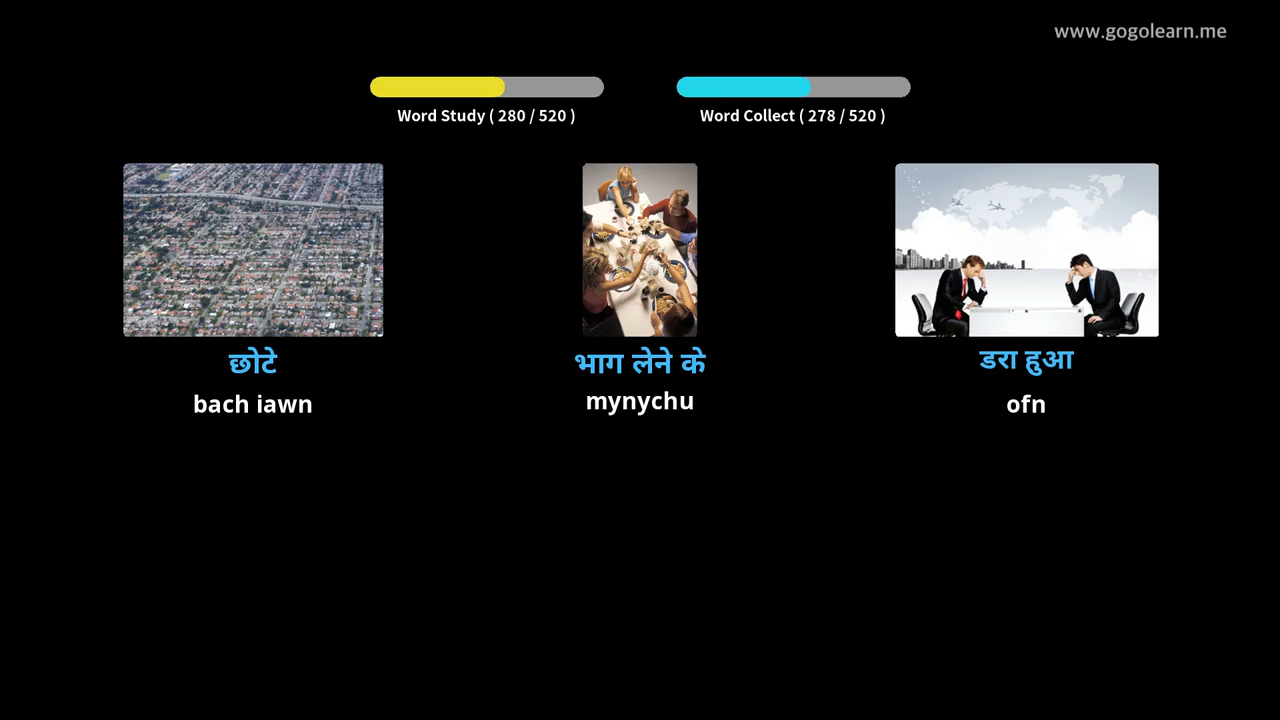 www.gogolearn.me
Word Study ( 280 / 520 )
Word Collect ( 278 / 520 )
छोटे
भाग लेने के
डरा हुआ
bach iawn
mynychu
ofn